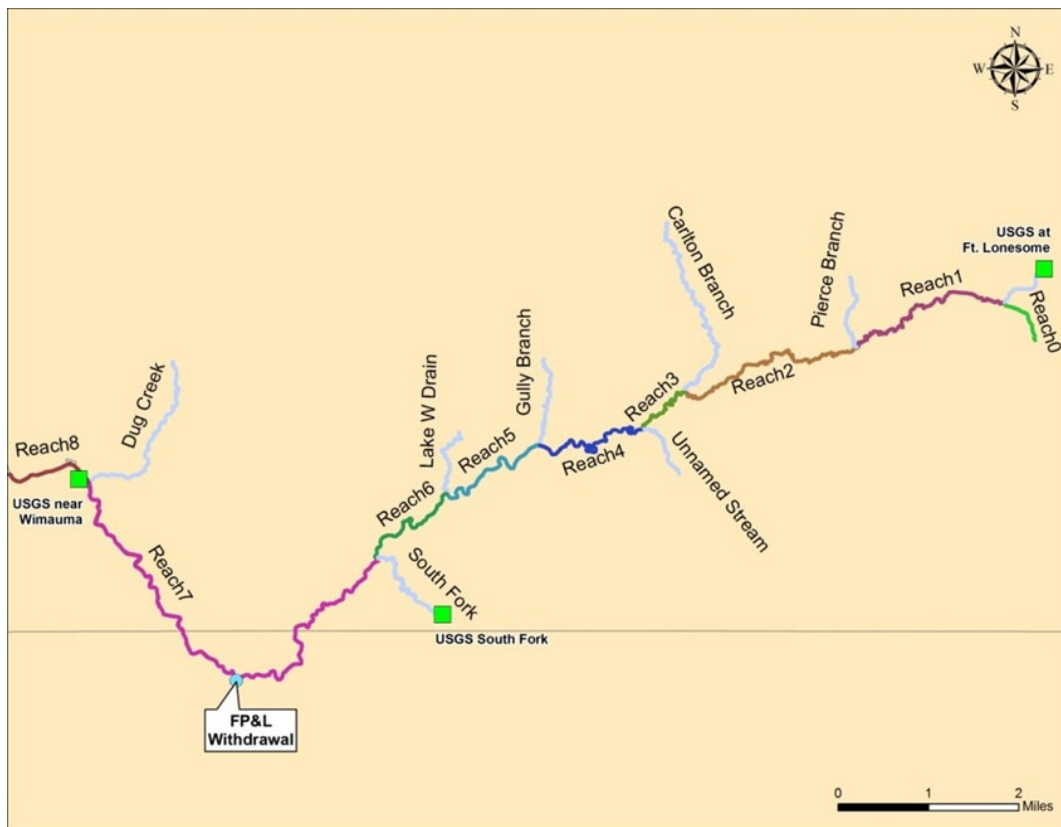 N
W
E
S
USGS at
Ft. Lonesome
Carlton Branch
Pierce Branch
Reach1
Reach0
Reach2
Reach3
Gully Branch
Lake W Drain
Dug Creek
Reach5
Reach4
Unnamed Stream
Reach8
USGS near
Wimauma
Reach6
South Fork
Reach7
USGS South Fork
FP&L
Withdrawal
0 1 2
Miles